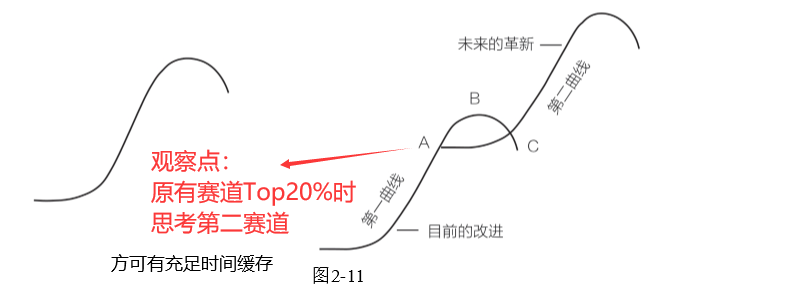 未来的革新
第二曲线
B
A
C
观察点：
原有赛道Top20%时
思考第二赛道
第一曲线
目前的改进
方可有充足时间缓存
图2-11